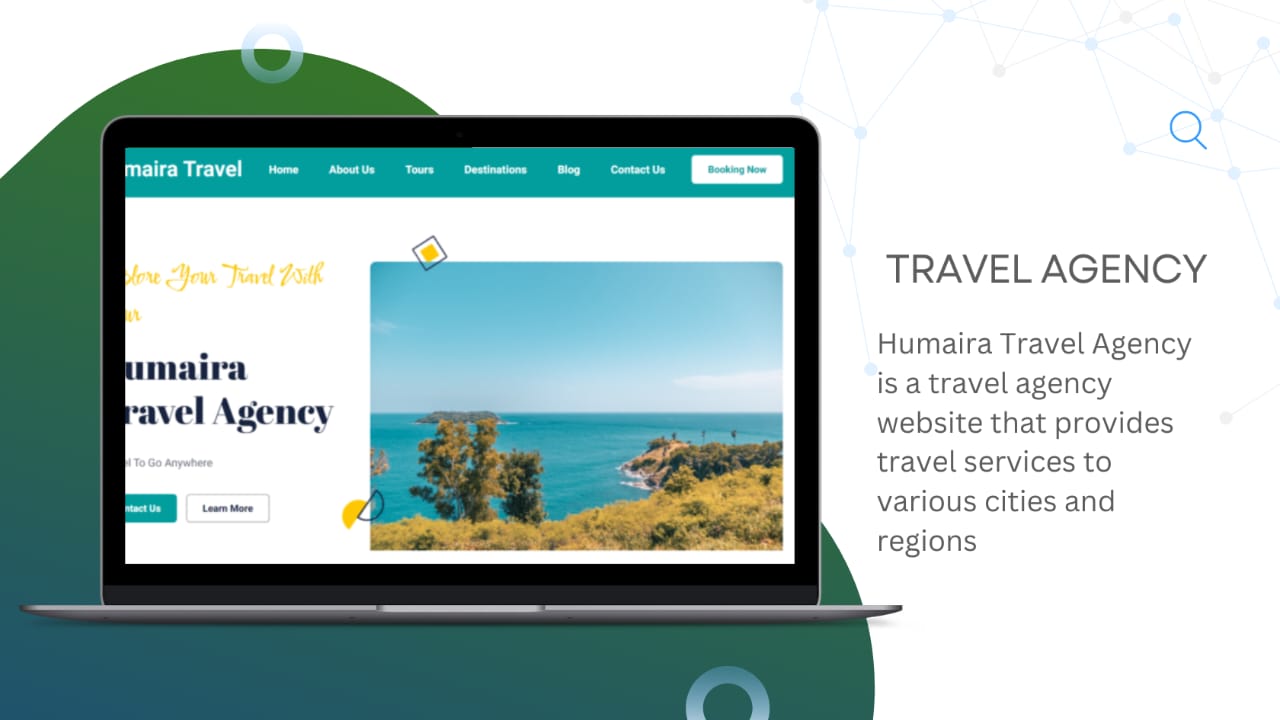 maira Travel Home About Us Tours Destinations Blog Contact Us Booking Now
plore Your Travel With
ur
umaira
ravel Agency
el To Go Anywhere
ntact Us Learn More
TRAVEL AGENCY
Humaira Travel Agency
is a travel agency
website that provides
travel services to
various cities and
regions